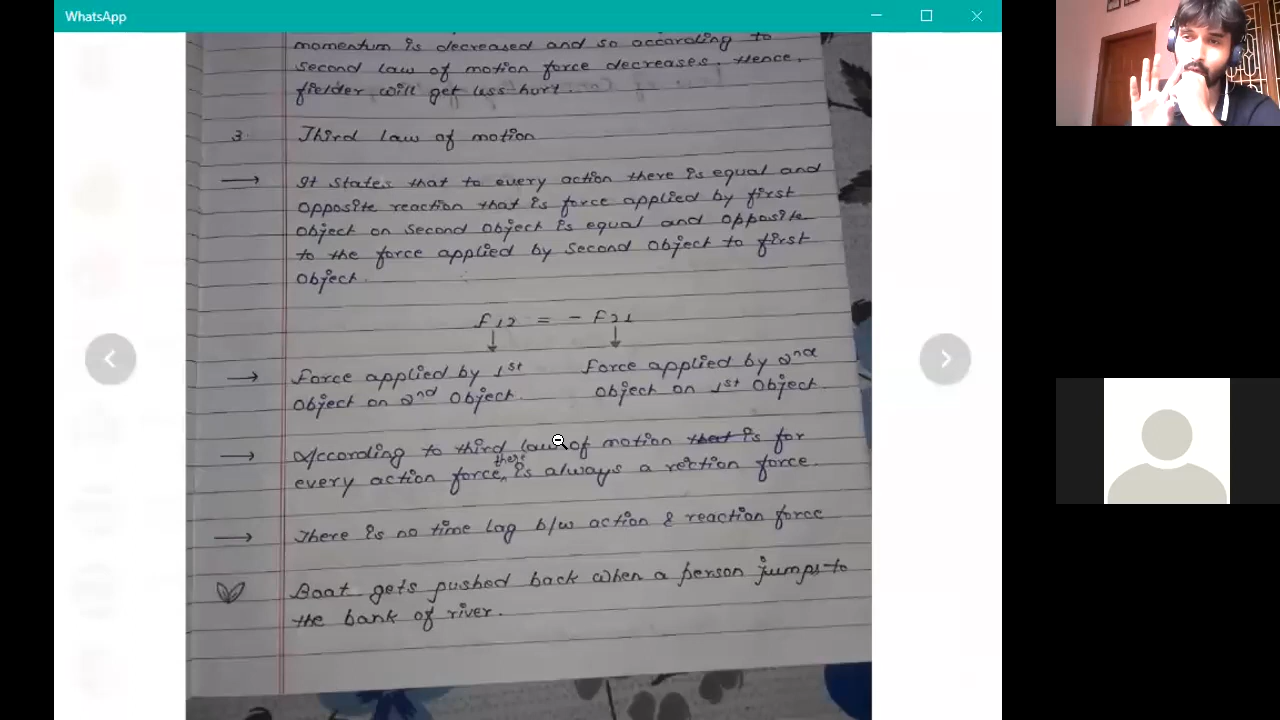 WhatsApp
momentum is decreased and so according to
second law of motion force decreases. Hence,
fielder will get less hurt.
3. Third law of motion
→ It states that to every action there is equal and
opposite reaction that is force applied by first
object on second object is equal and opposite
to the force applied by second object to first
object.
F12 = - F21
↓ ↓
→ Force applied by 1st Force applied by 2nd
object on 2nd object. object on 1st object
→ According to third law of motion that is for
there
every action force, is always a rection force.
→ There is no time lag b/w action & reaction force
Boat gets pushed back when a person jumps to
the bank of river.